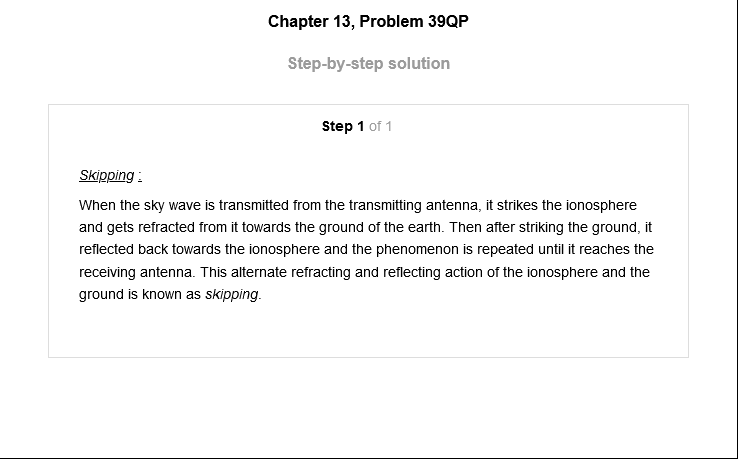 Chapter 13, Problem 39QP
Step-by-step solution
Step 1 of 1
Skipping :
When the sky wave is transmitted from the transmitting antenna, it strikes the ionosphere
and gets refracted from it towards the ground of the earth. Then after striking the ground, it
reflected back towards the ionosphere and the phenomenon is repeated until it reaches the
receiving antenna. This alternate refracting and reflecting action of the ionosphere and the
ground is known as skipping.